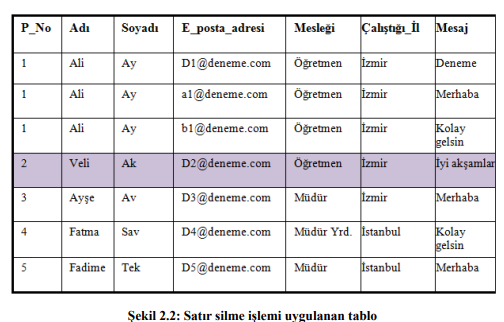 P_No Adı Soyadı E_posta_adresi Mesleği Çalıştığı_İl Mesaj
1 Ali Ay D1@deneme.com Öğretmen İzmir Deneme
1 Ali Ay a1@deneme.com Öğretmen İzmir Merhaba
1 Ali Ay b1@deneme.com Öğretmen İzmir Kolay
gelsin
2 Veli Ak D2@deneme.com Öğretmen İzmir İyi akşamlar
3 Ayşe Av D3@deneme.com Müdür İzmir Merhaba
4 Fatma Sav D4@deneme.com Müdür Yrd. İstanbul Kolay
gelsin
5 Fadime Tek D5@deneme.com Müdür İstanbul Merhaba
Şekil 2.2: Satır silme işlemi uygulanan tablo